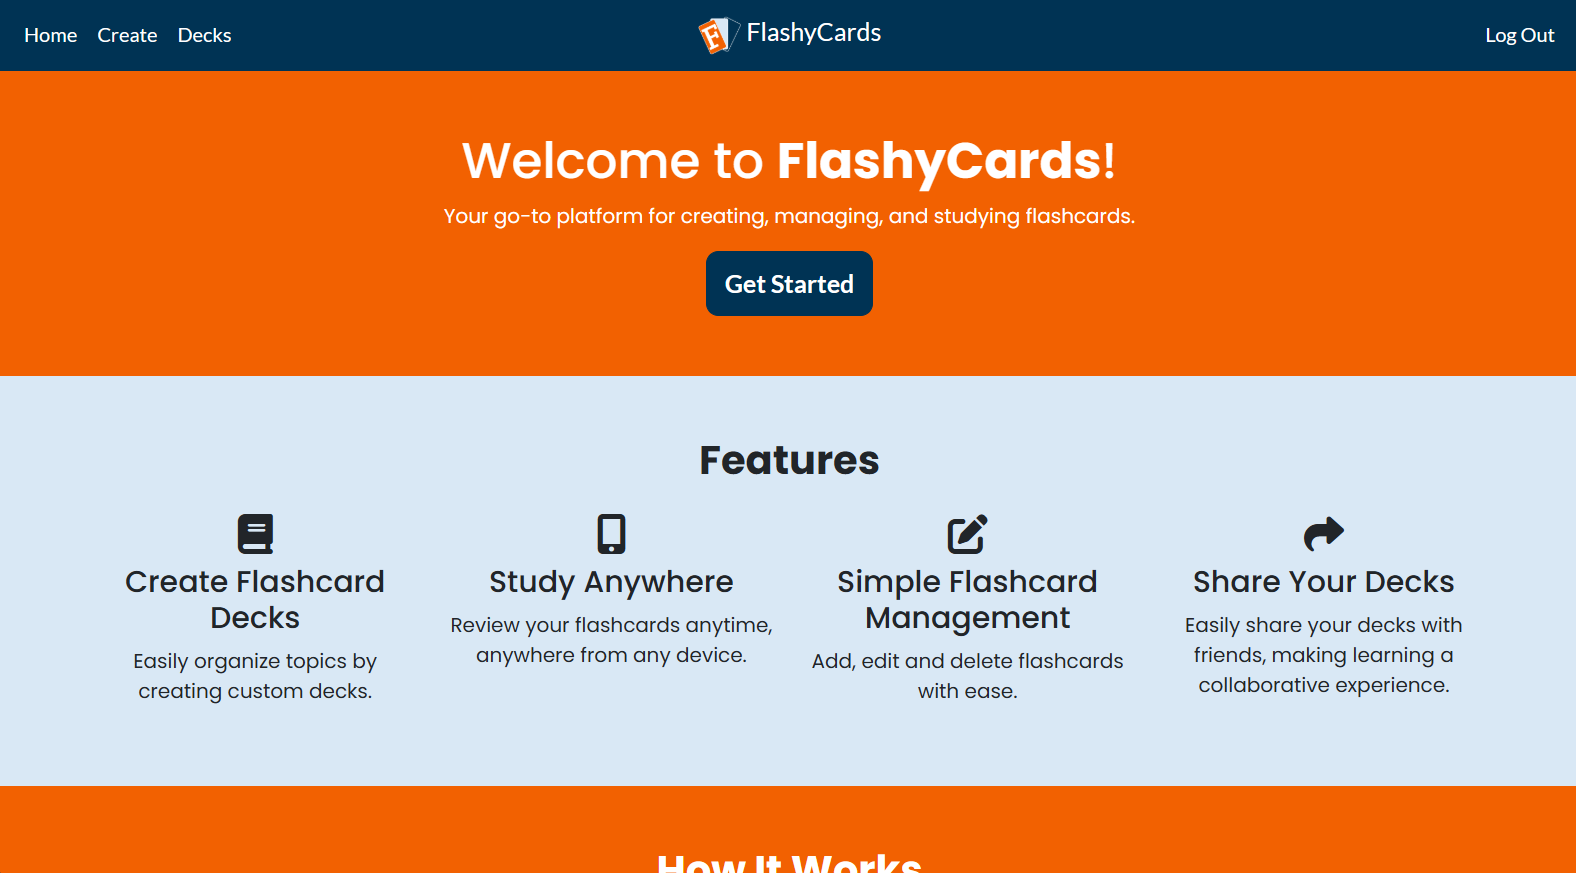 Home Create Decks
F FlashyCards
Log Out
Welcome to FlashyCards!
Your go-to platform for creating, managing, and studying flashcards.
Get Started
Features
Create Flashcard
Decks
Easily organize topics by
creating custom decks.
Study Anywhere
Review your flashcards anytime,
anywhere from any device.
Simple Flashcard
Management
Add, edit and delete flashcards
with ease.
Share Your Decks
Easily share your decks with
friends, making learning a
collaborative experience.
How It Works